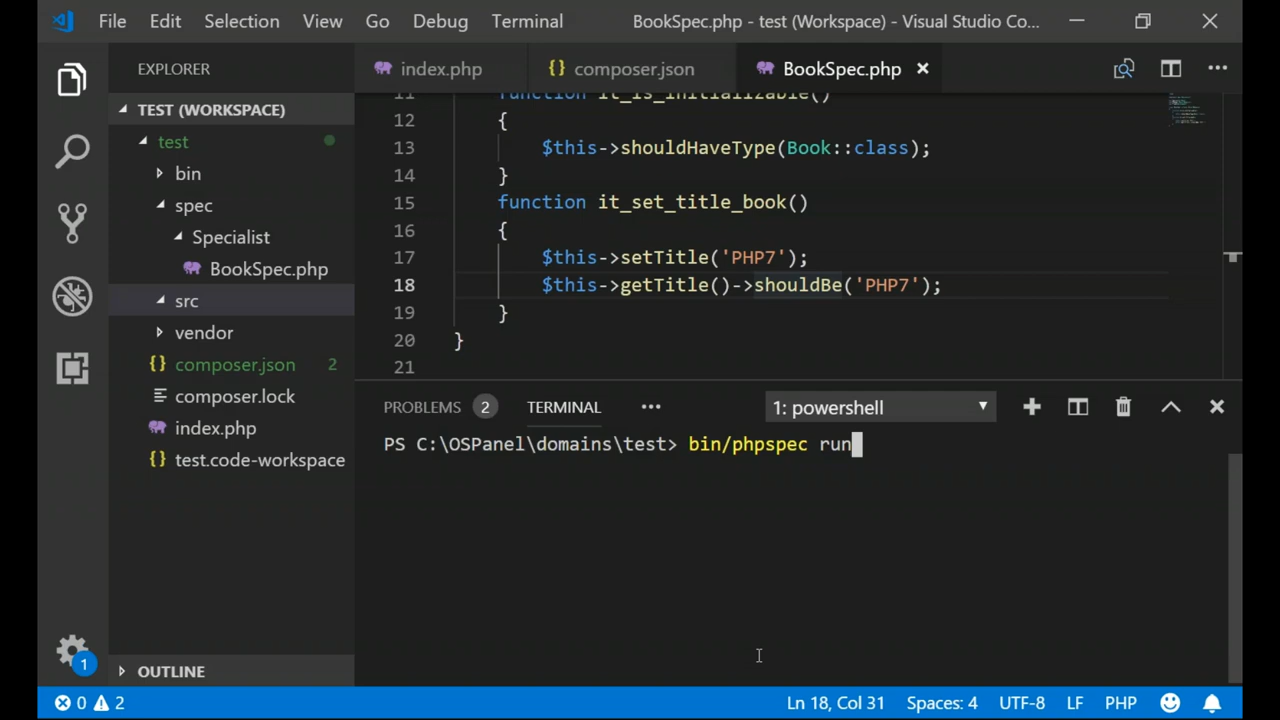 File Edit Selection View Go Debug Terminal BookSpec.php - test (Workspace) - Visual Studio Co...
EXPLORER
TEST (WORKSPACE)
test
bin
spec
Specialist
BookSpec.php
src
vendor
{} composer.json 2
composer.lock
index.php
{} test.code-workspace
OUTLINE
1
index.php {} composer.json BookSpec.php
11 function it_is_initializable()
12 {
13 $this->shouldHaveType(Book::class);
14 }
15 function it_set_title_book()
16 {
17 $this->setTitle('PHP7');
18 $this->getTitle()->shouldBe('PHP7');
19 }
20 }
21
PROBLEMS 2 TERMINAL ... 1: powershell
PS C:\OSPanel\domains\test> bin/phpspec run
0 2 Ln 18, Col 31 Spaces: 4 UTF-8 LF PHP